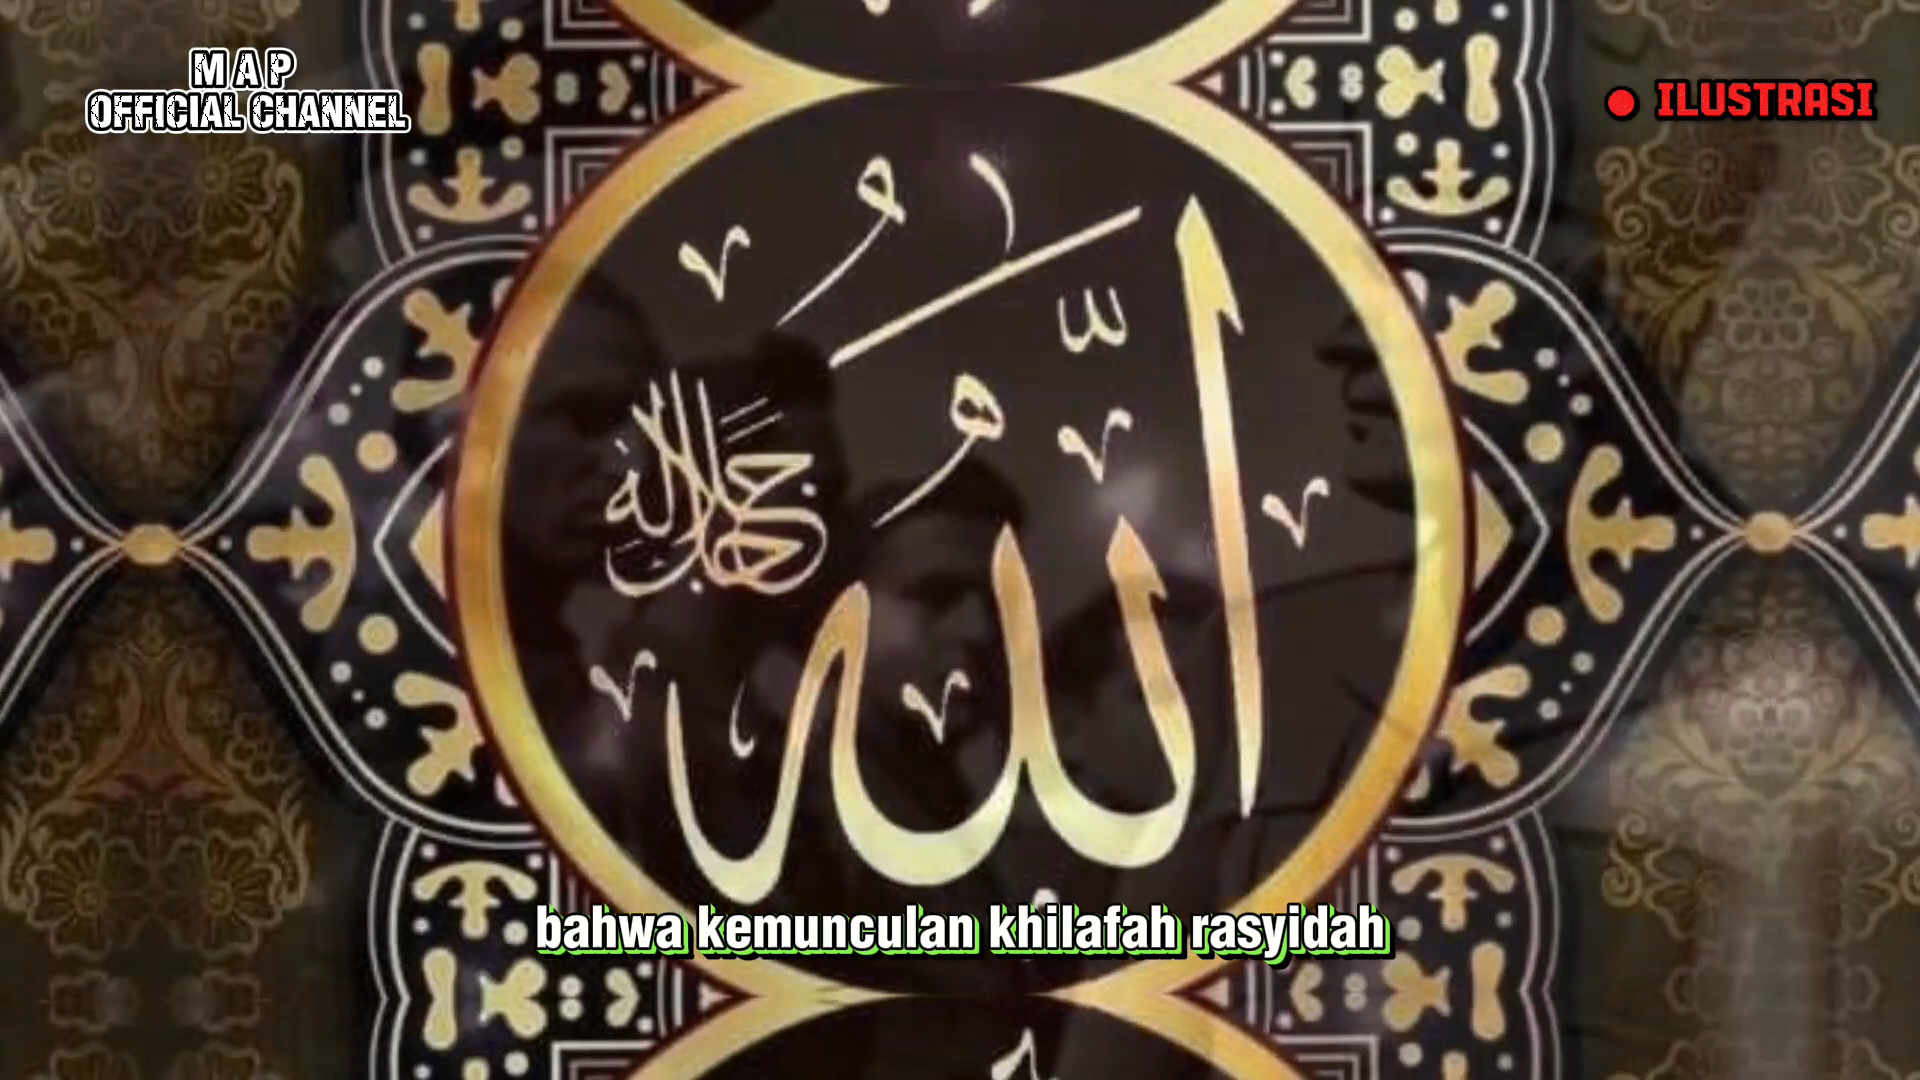 MAP
OFFICIAL CHANNEL
ILUSTRASI
الله
جل جلاله
bahwa kemunculan khilafah rasyidah